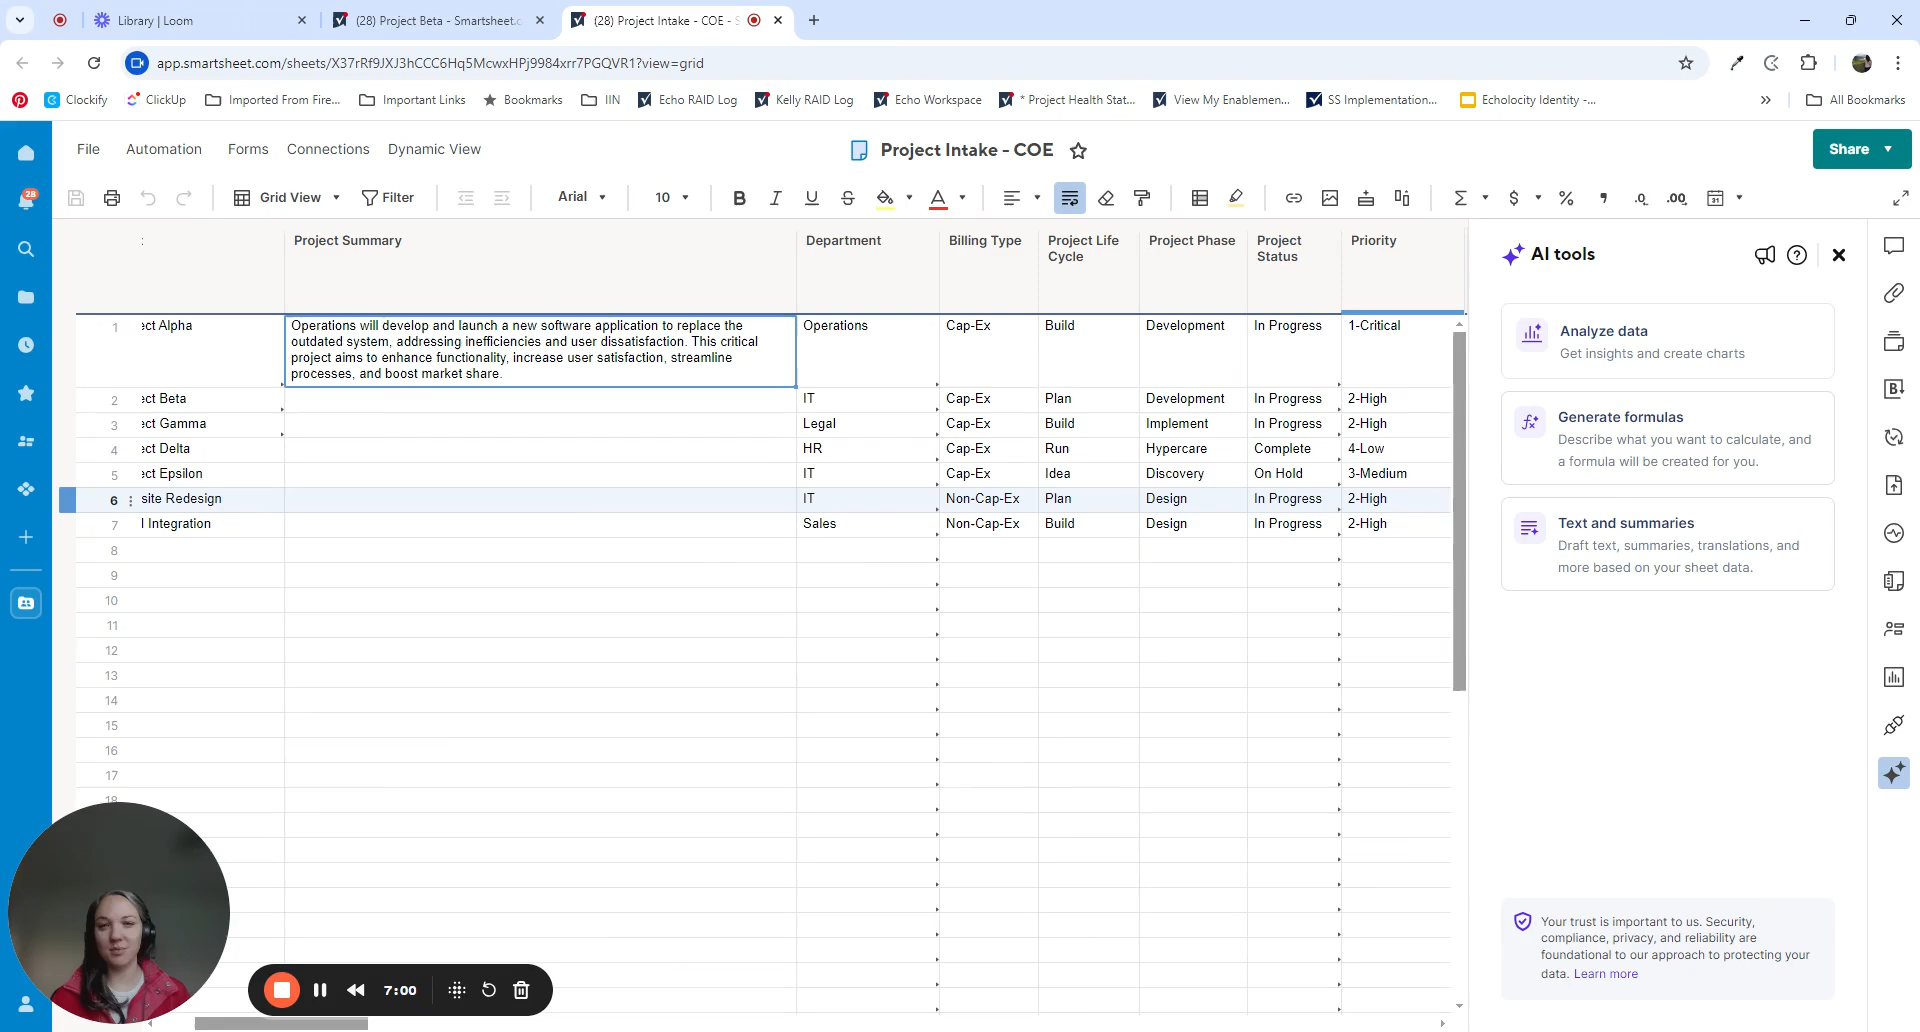 Library | Loom
(28) Project Beta - Smartsheet.c
(28) Project Intake - COE - S
app.smartsheet.com/sheets/X37rRf9JXJ3hCCC6Hq5McwxHPj9984xrr7PGQVR1?view=grid
Clockify
ClickUp
Imported From Fire...
Important Links
Bookmarks
IIN
Echo RAID Log
Kelly RAID Log
Echo Workspace
* Project Health Stat...
View My Enablemen...
SS Implementation...
Echolocity Identity -...
»
All Bookmarks
File
Automation
Forms
Connections
Dynamic View
Project Intake - COE
Share
28
Grid View
Filter
Arial
10
B
I
U
S
A
Σ
$
%
,
.0
.00
31
Project Summary
Department
Billing Type
Project Life
Cycle
Project Phase
Project
Status
Priority
1
ect Alpha
Operations will develop and launch a new software application to replace the
outdated system, addressing inefficiencies and user dissatisfaction. This critical
project aims to enhance functionality, increase user satisfaction, streamline
processes, and boost market share.
Operations
Cap-Ex
Build
Development
In Progress
1-Critical
2
ect Beta
IT
Cap-Ex
Plan
Development
In Progress
2-High
3
ect Gamma
Legal
Cap-Ex
Build
Implement
In Progress
2-High
4
ect Delta
HR
Cap-Ex
Run
Hypercare
Complete
4-Low
5
ect Epsilon
IT
Cap-Ex
Idea
Discovery
On Hold
3-Medium
6
site Redesign
IT
Non-Cap-Ex
Plan
Design
In Progress
2-High
7
l Integration
Sales
Non-Cap-Ex
Build
Design
In Progress
2-High
8
9
10
11
12
13
14
15
16
17
18
AI tools
Analyze data
Get insights and create charts
Generate formulas
Describe what you want to calculate, and
a formula will be created for you.
Text and summaries
Draft text, summaries, translations, and
more based on your sheet data.
Your trust is important to us. Security,
compliance, privacy, and reliability are
foundational to our approach to protecting your
data. Learn more
7:00